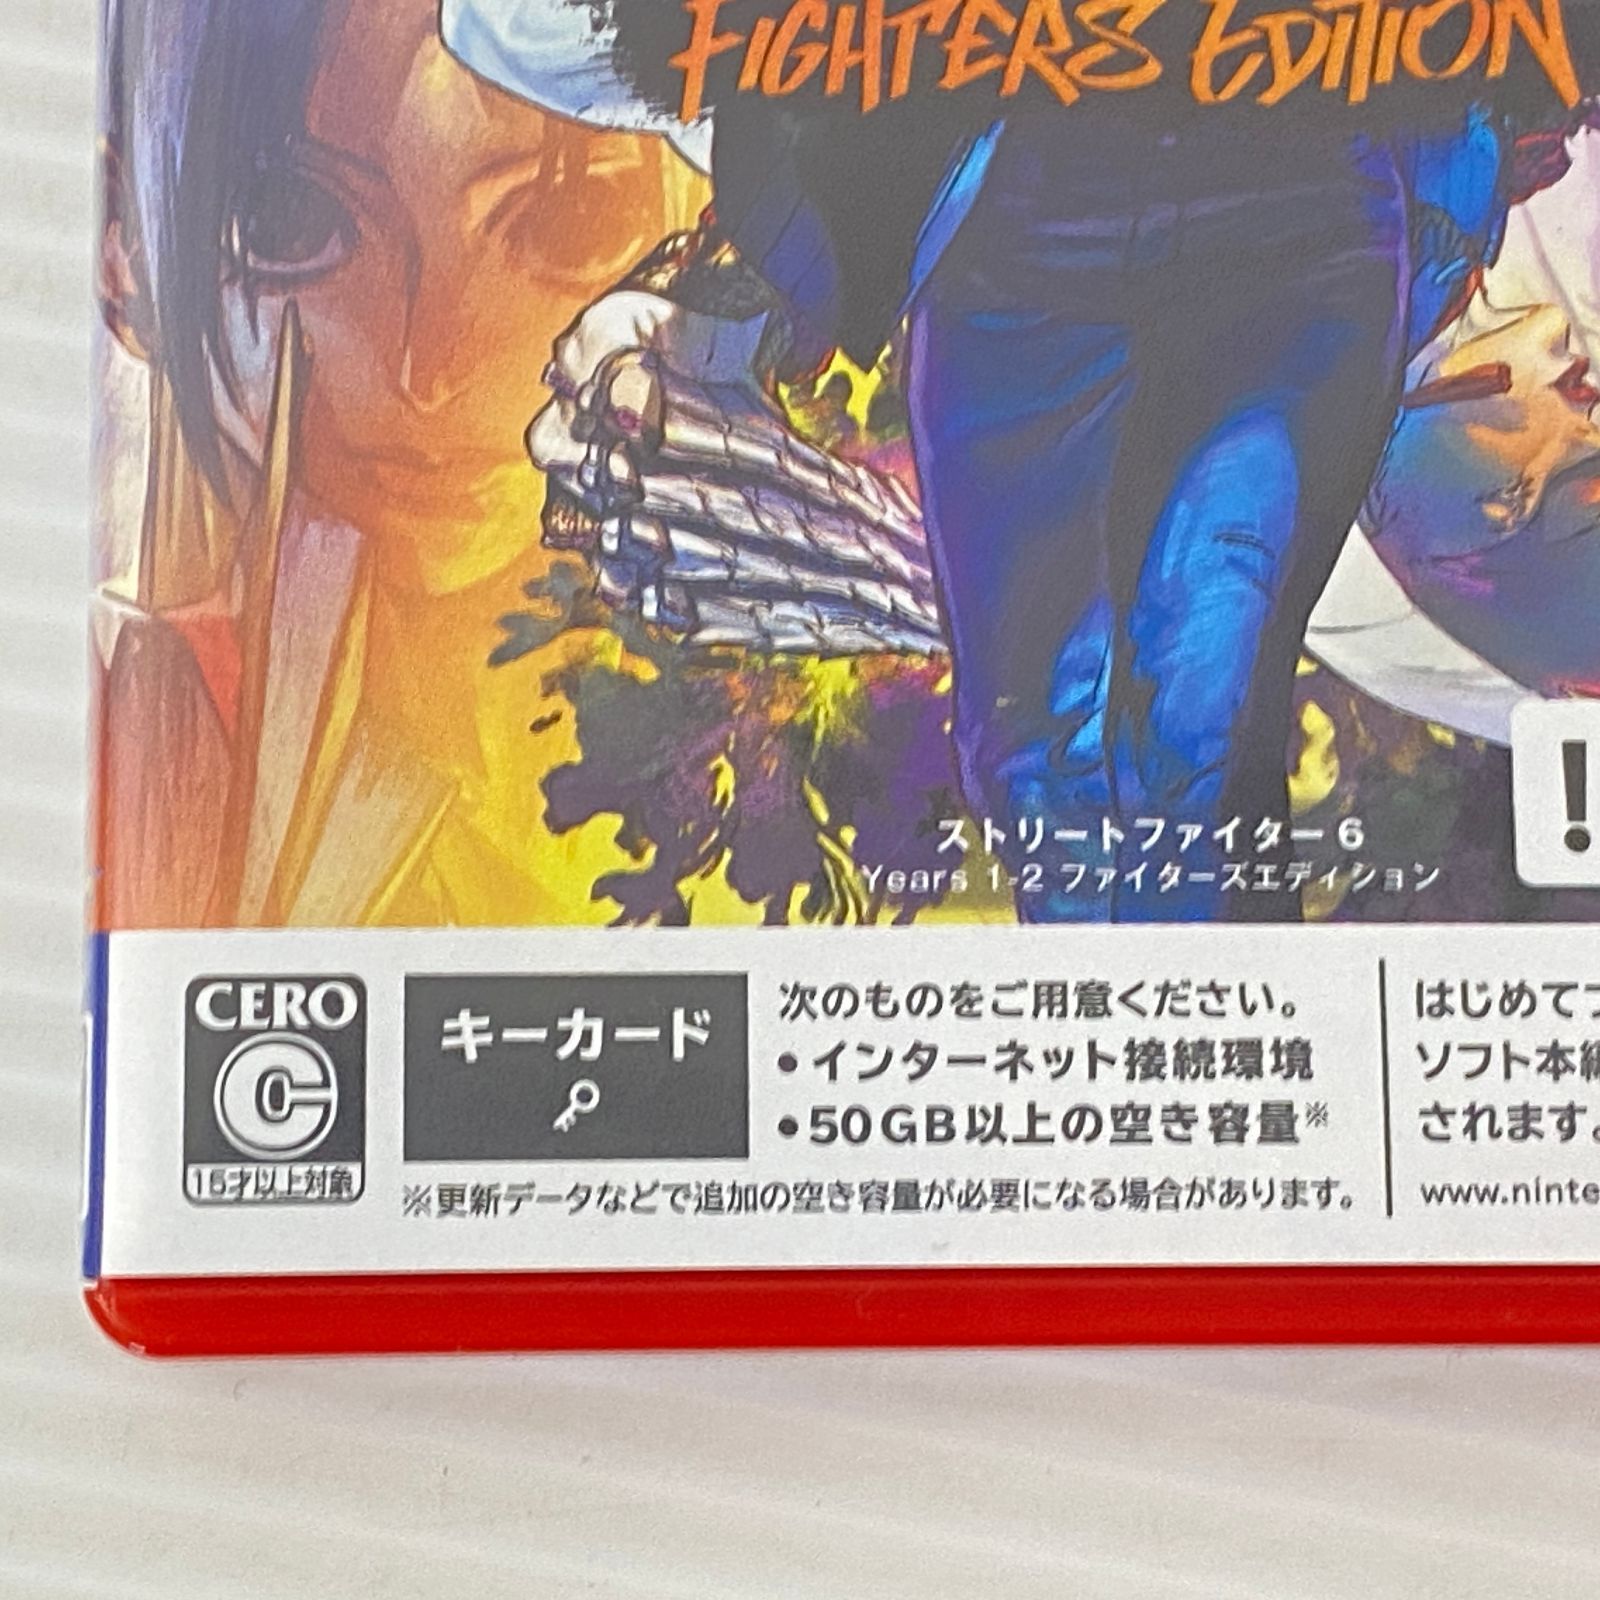 FIGHTERS EDITION
!
ストリートファイター6
Years 1-2 ファイターズエディション
CERO
C
15才以上対象
キーカード
次のものをご用意ください。
•インターネット接続環境
•50GB以上の空き容量※
※更新データなどで追加の空き容量が必要になる場合があります。
はじめて
ソフト本
されます。
www.ninte